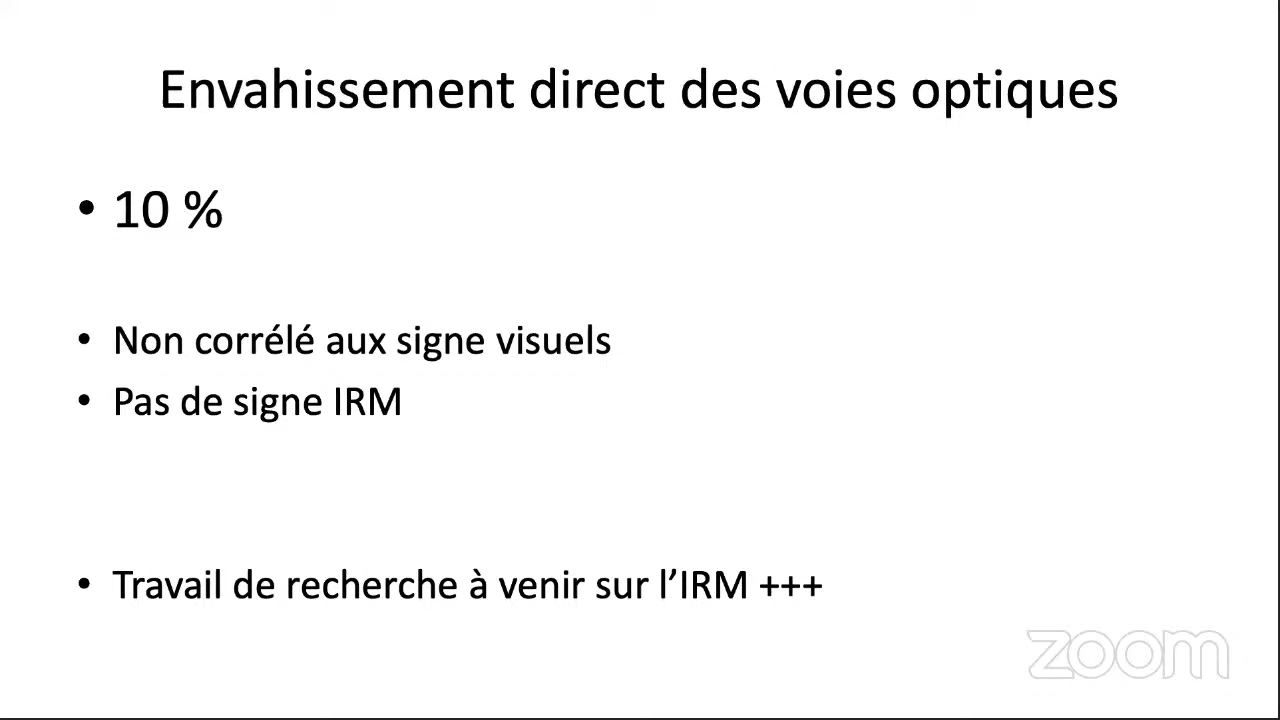 Envahissement direct des voies optiques
• 10 %
• Non corrélé aux signe visuels
• Pas de signe IRM
• Travail de recherche à venir sur l’IRM +++
zoom